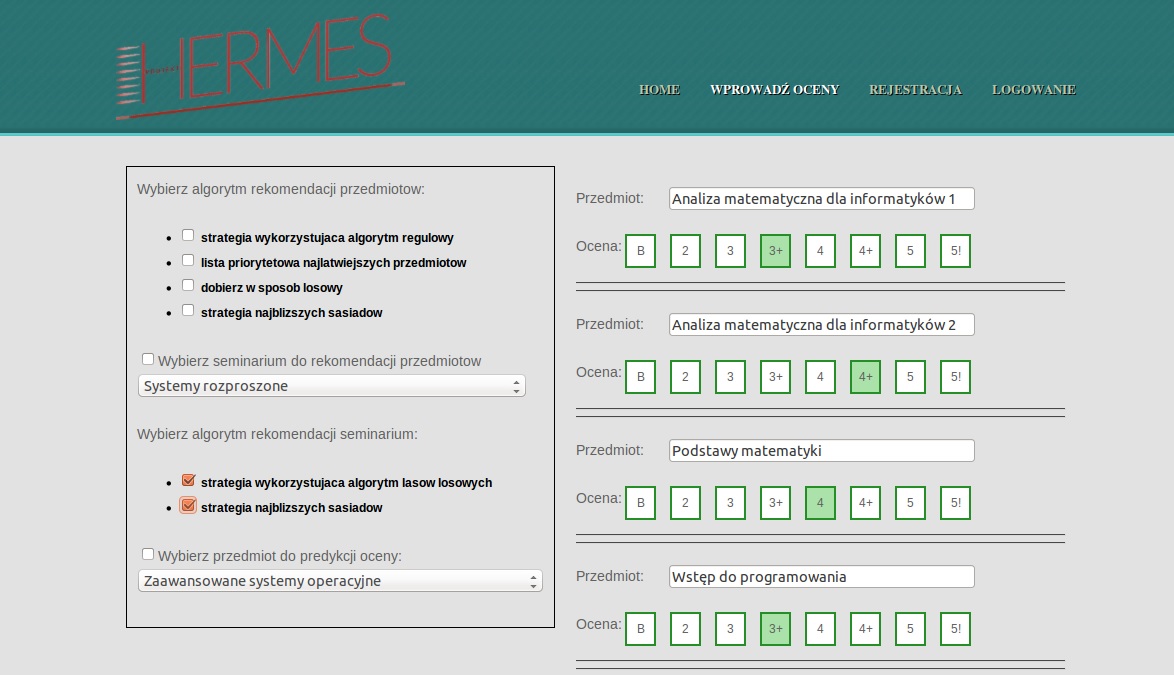 HERMES
HOME WPROWADŹ OCENY REJESTRACJA LOGOWANIE
Wybierz algorytm rekomendacji przedmiotow:
strategia wykorzystujaca algorytm regulowy
lista priorytetowa najlatwiejszych przedmiotow
dobierz w sposob losowy
strategia najblizszych sasiadow
Wybierz seminarium do rekomendacji przedmiotow
Systemy rozproszone
Wybierz algorytm rekomendacji seminarium:
strategia wykorzystujaca algorytm lasow losowych
strategia najblizszych sasiadow
Wybierz przedmiot do predykcji oceny:
Zaawansowane systemy operacyjne
Przedmiot: Analiza matematyczna dla informatyków 1
Ocena: B 2 3 3+ 4 4+ 5 5!
Przedmiot: Analiza matematyczna dla informatyków 2
Ocena: B 2 3 3+ 4 4+ 5 5!
Przedmiot: Podstawy matematyki
Ocena: B 2 3 3+ 4 4+ 5 5!
Przedmiot: Wstęp do programowania
Ocena: B 2 3 3+ 4 4+ 5 5!